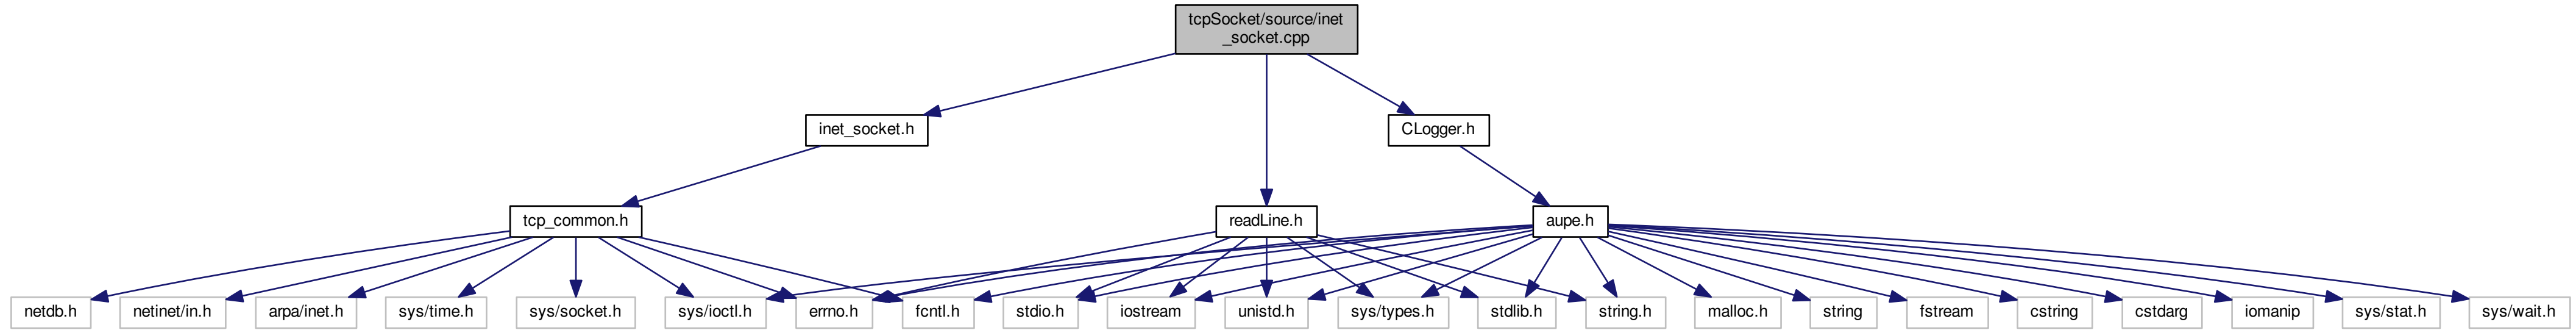 tcpSocket/source/inet
_socket.cpp
inet_socket.h
CLogger.h
tcp_common.h
readLine.h
aupe.h
netdb.h
netinet/in.h
arpa/inet.h
sys/time.h
sys/socket.h
sys/ioctl.h
errno.h
fcntl.h
stdio.h
iostream
unistd.h
sys/types.h
stdlib.h
string.h
malloc.h
string
fstream
cstring
cstdarg
iomanip
sys/stat.h
sys/wait.h